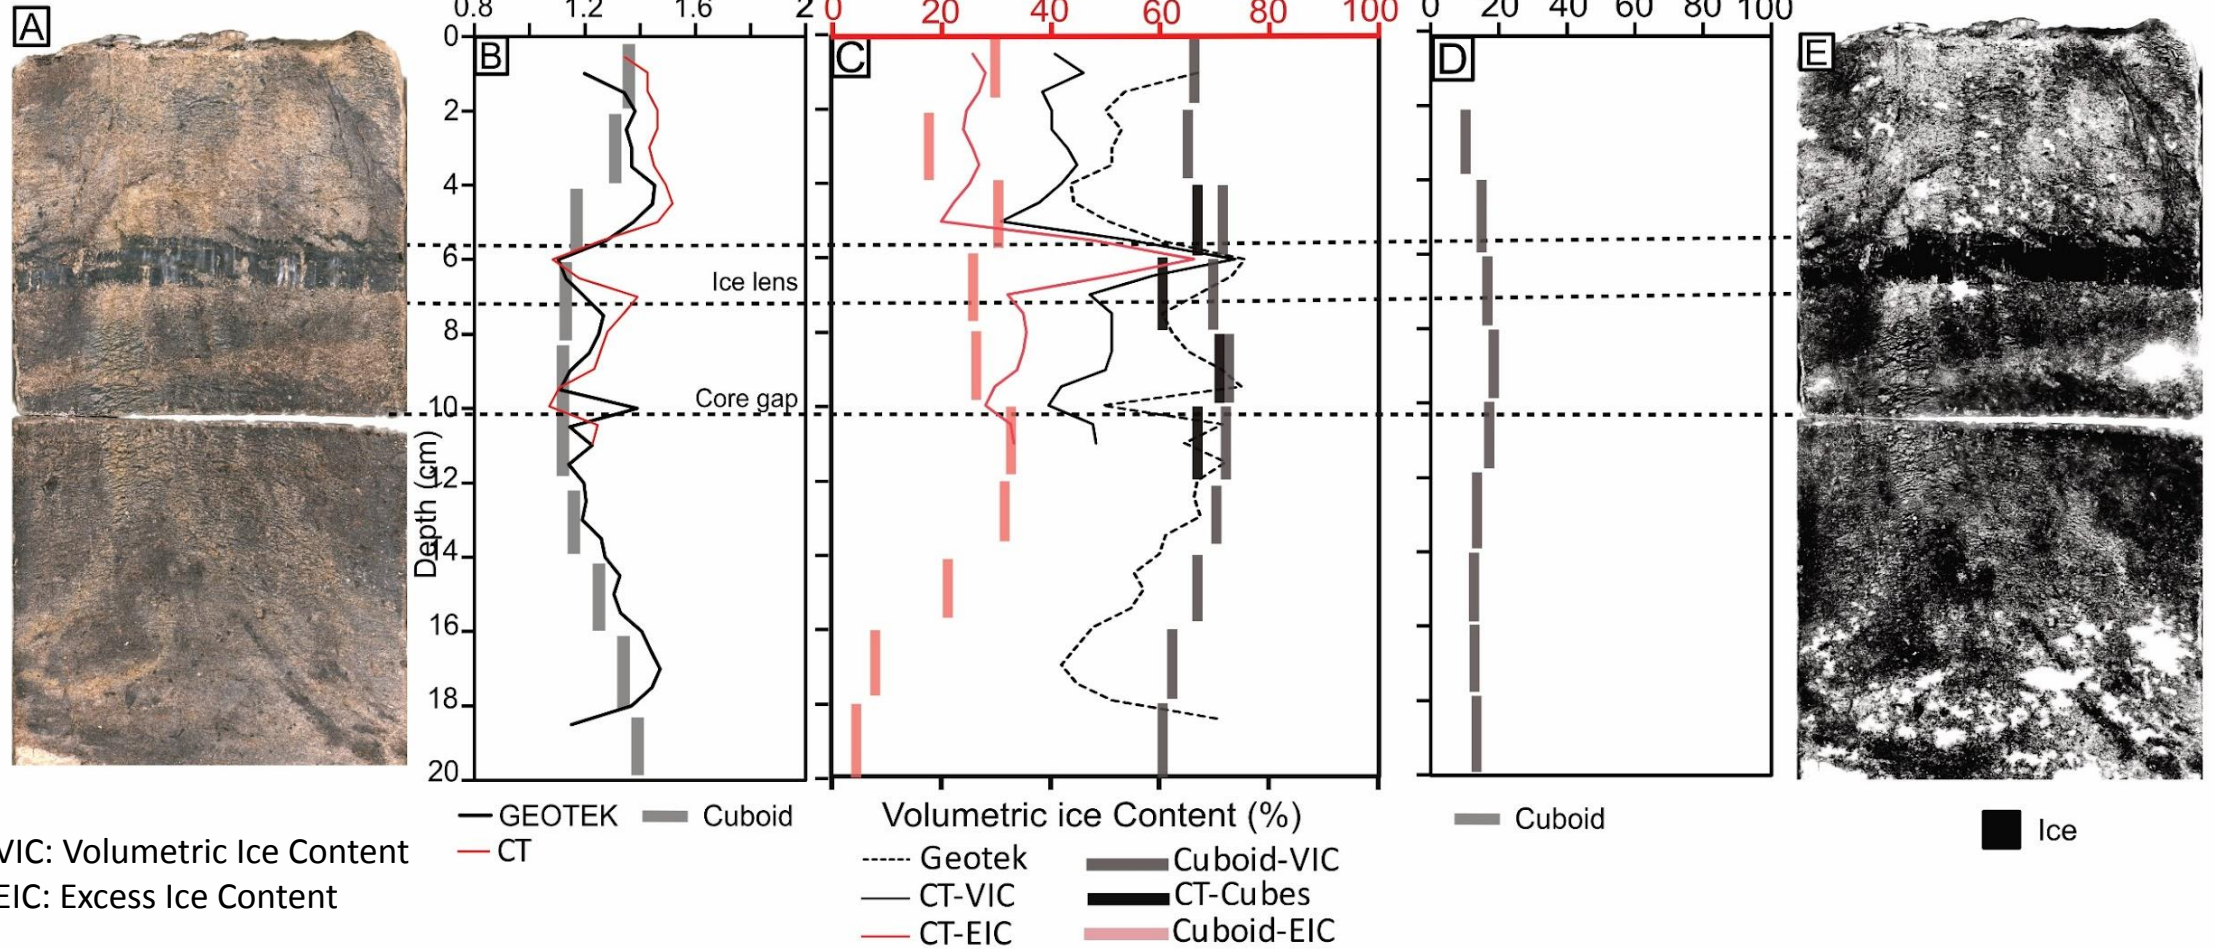 0.8 1.2 1.6 2
0 20 40 60 80 100
0 20 40 60 80 100
A
B
C
D
E
0
2
4
6
8
10
12
14
16
18
20
Depth (cm)
Ice lens
Core gap
GEOTEK Cuboid
CT
Volumetric ice Content (%)
Geotek Cuboid-VIC
CT-VIC CT-Cubes
CT-EIC Cuboid-EIC
Cuboid
Ice
VIC: Volumetric Ice Content
EIC: Excess Ice Content